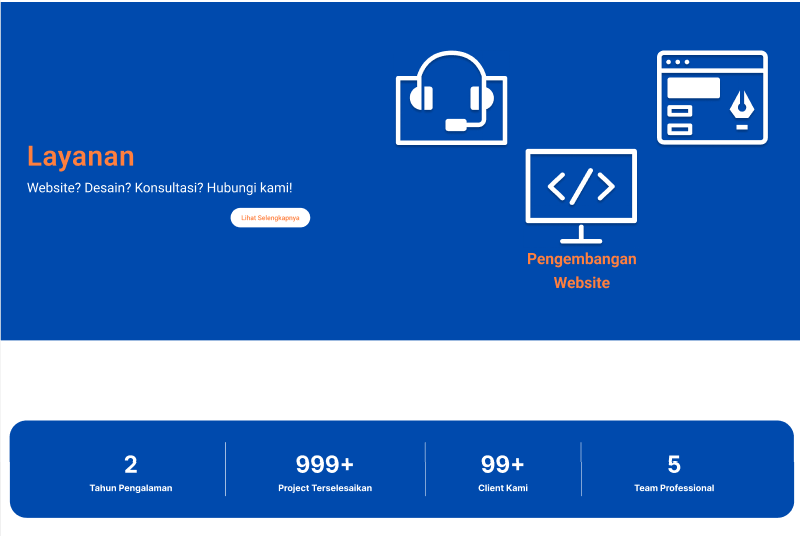 Layanan
Website? Desain? Konsultasi? Hubungi kami!
Lihat Selengkapnya
</>
Pengembangan
Website
2
Tahun Pengalaman
999+
Project Terselesaikan
99+
Client Kami
5
Team Professional